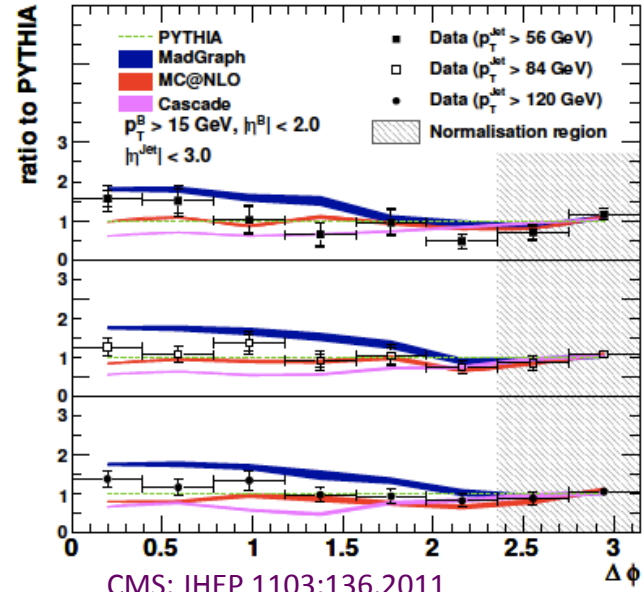 ratio to PYTHIA
PYTHIA
MadGraph
MC@NLO
Cascade
p_T^B > 15 GeV, |η^B| < 2.0
|η^Jet| < 3.0
Data (p_T^Jet > 56 GeV)
Data (p_T^Jet > 84 GeV)
Data (p_T^Jet > 120 GeV)
Normalisation region
3
2
1
0
3
2
1
0
3
2
1
0
0 0.5 1 1.5 2 2.5 3
Δϕ
CMS: JHEP 1103:136,2011